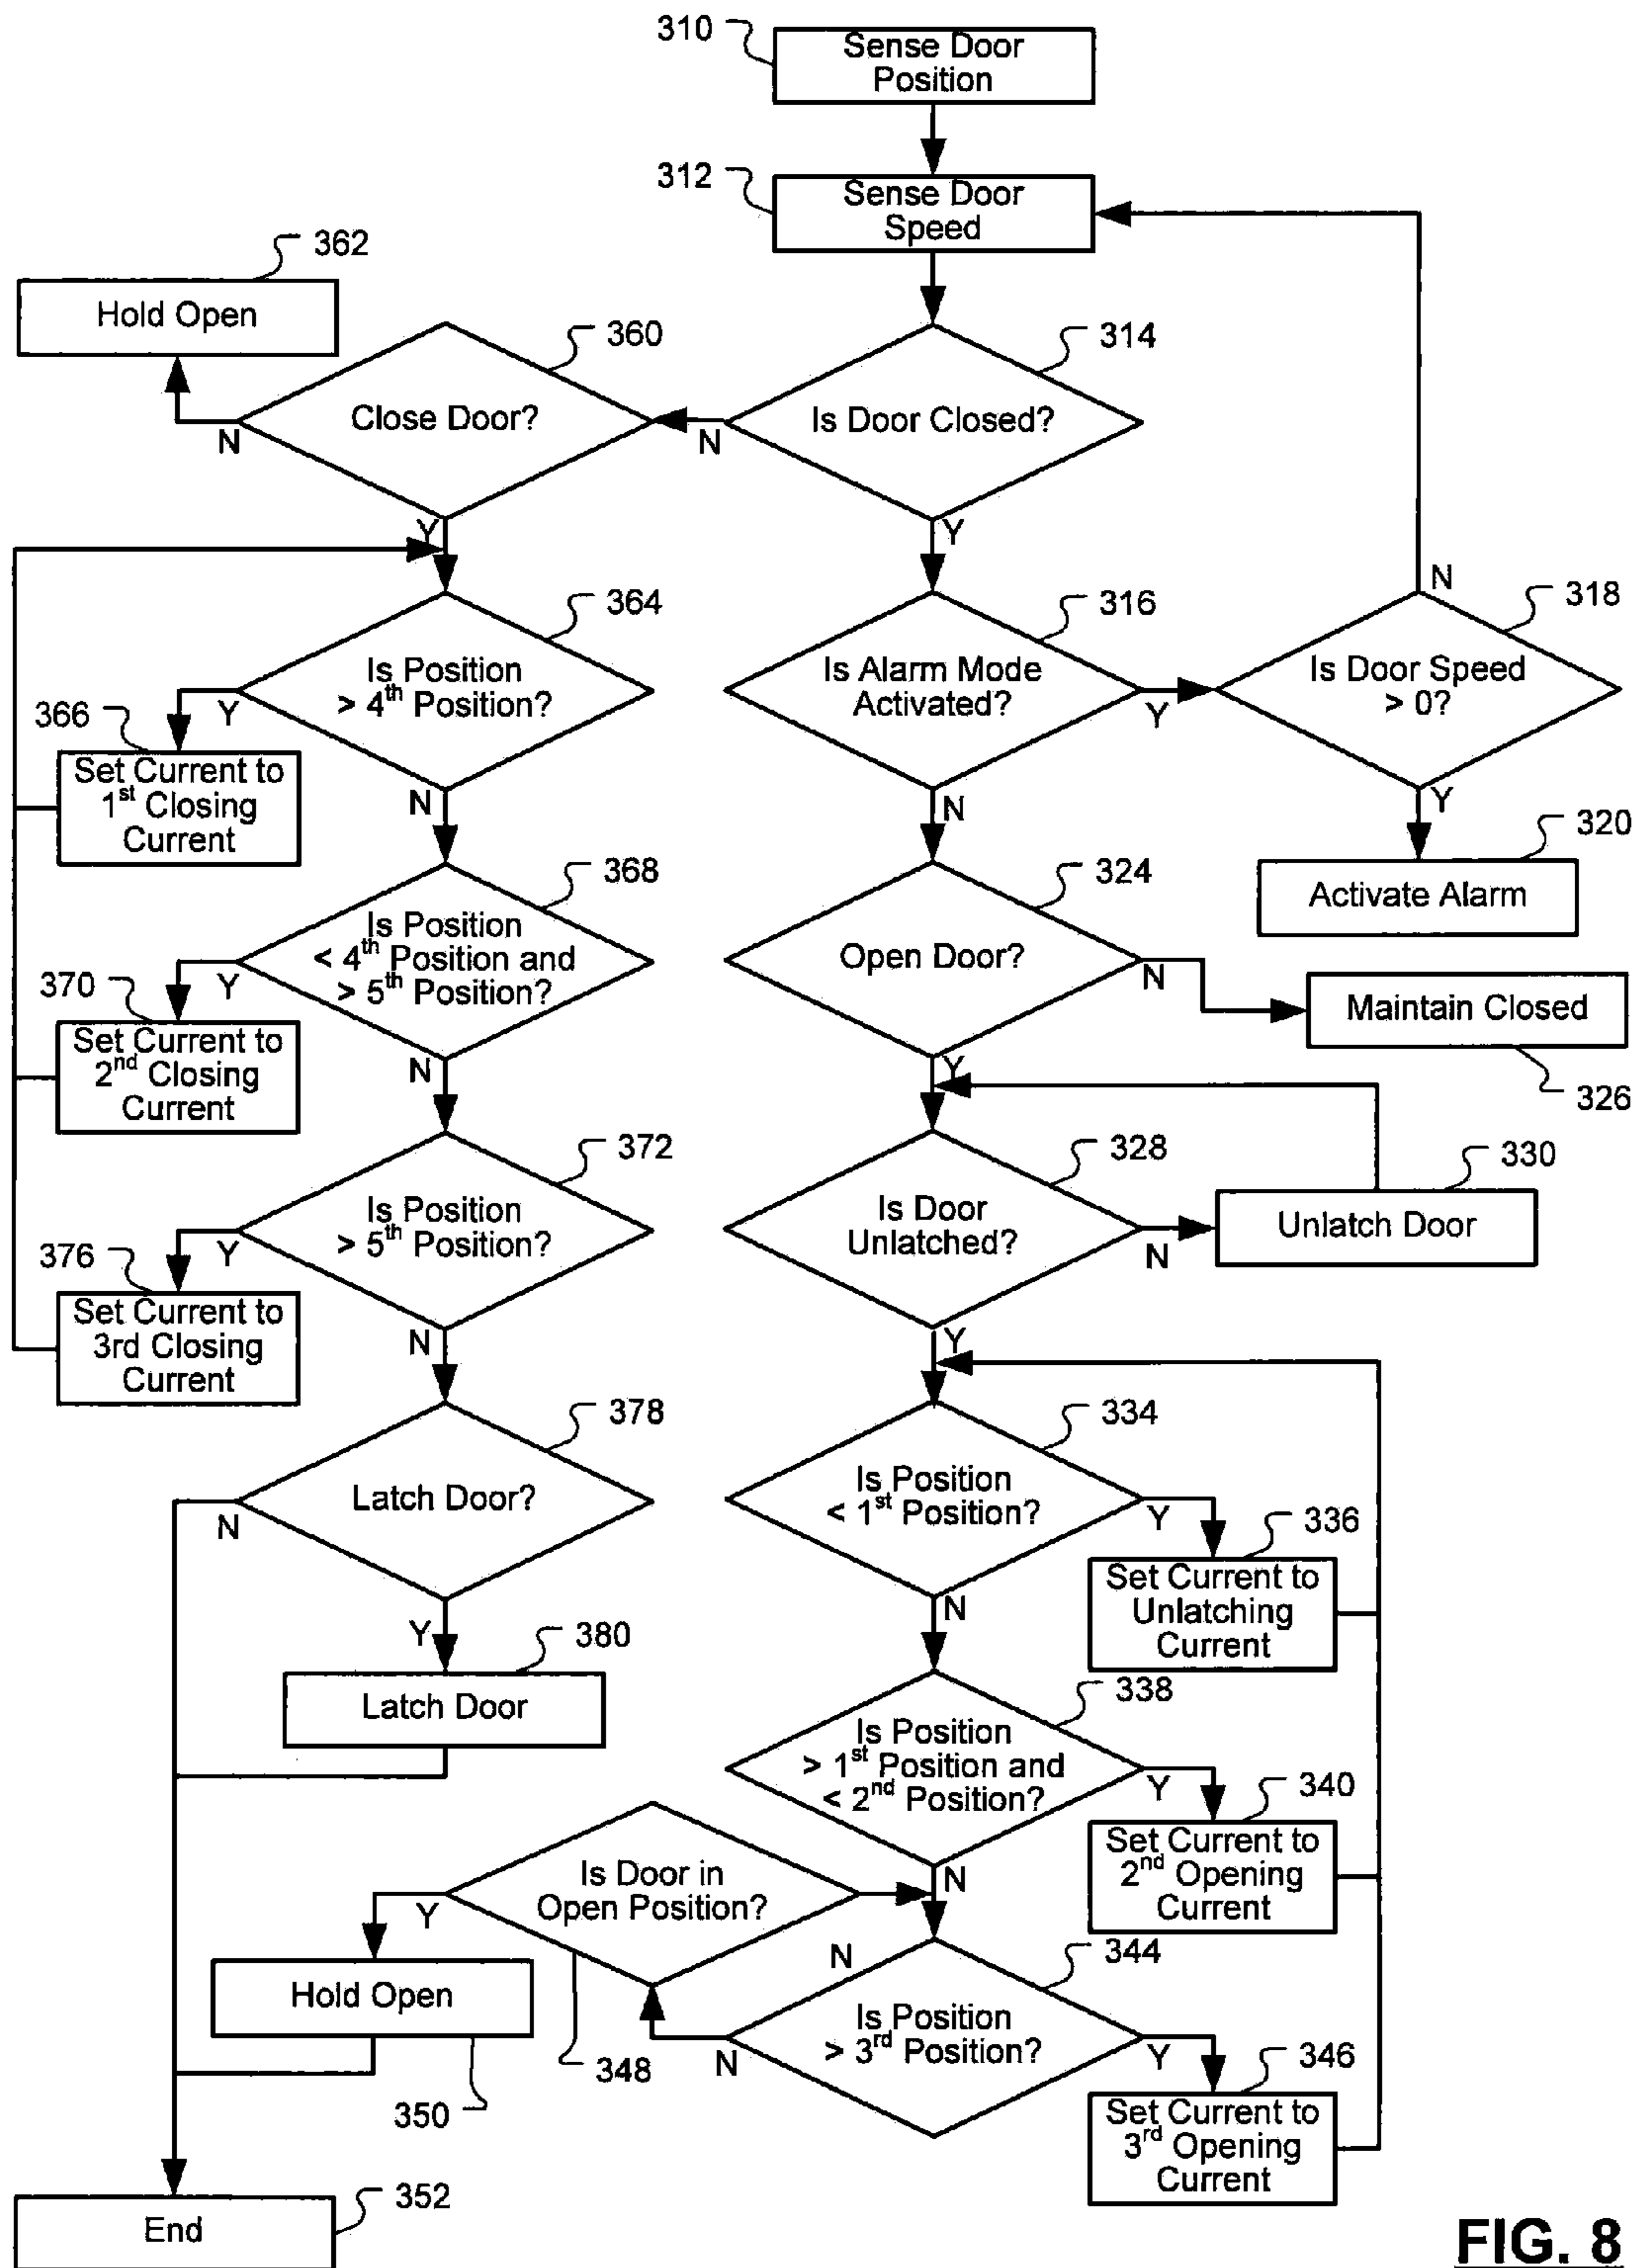 310
Sense Door
Position
312
Sense Door
Speed
362
Hold Open
360
Close Door?
N
Y
314
Is Door Closed?
N
Y
364
Is Position
> 4th Position?
Y
N
366
Set Current to
1st Closing
Current
316
Is Alarm Mode
Activated?
Y
N
318
Is Door Speed
> 0?
N
Y
320
Activate Alarm
368
Is Position
< 4th Position and
> 5th Position?
Y
N
370
Set Current to
2nd Closing
Current
324
Open Door?
N
Y
Maintain Closed
326
372
Is Position
> 5th Position?
Y
N
376
Set Current to
3rd Closing
Current
328
Is Door
Unlatched?
N
Y
330
Unlatch Door
378
Latch Door?
N
Y
380
Latch Door
334
Is Position
< 1st Position?
Y
N
336
Set Current to
Unlatching
Current
338
Is Position
> 1st Position and
< 2nd Position?
Y
N
340
Set Current to
2nd Opening
Current
Is Door in
Open Position?
Y
N
348
Hold Open
350
344
Is Position
> 3rd Position?
N
Y
346
Set Current to
3rd Opening
Current
352
End
FIG. 8